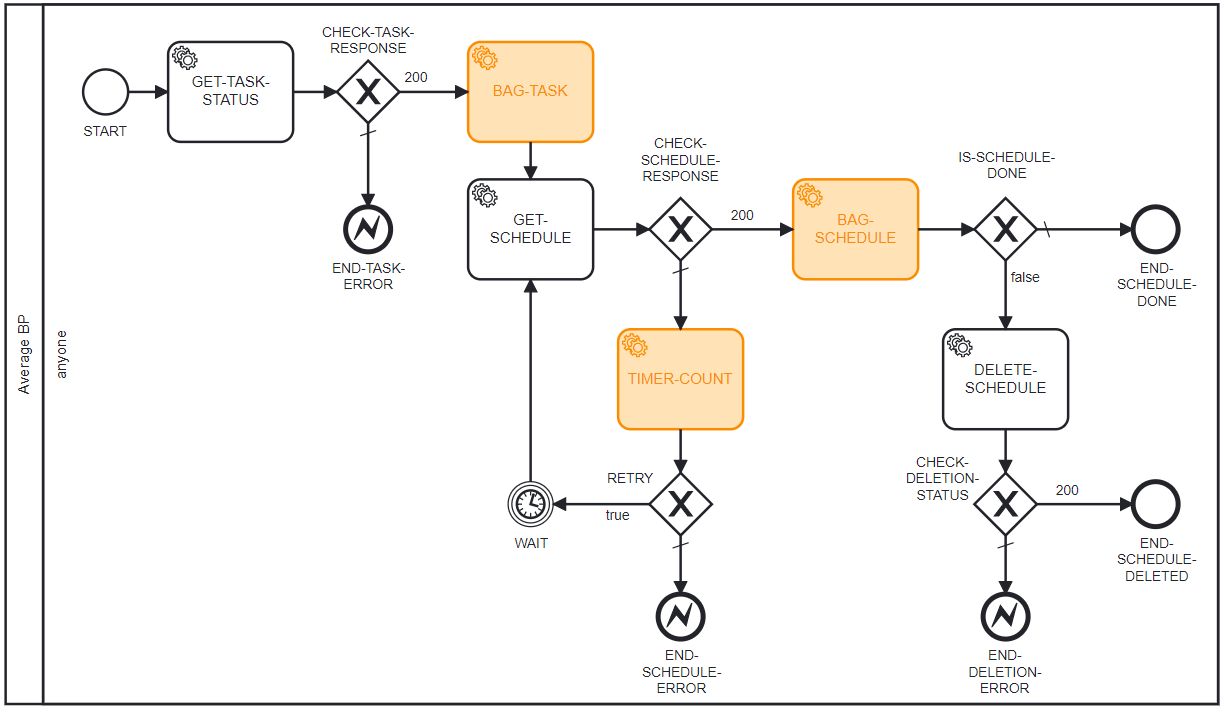 Average BP
anyone
START
GET-TASK-
STATUS
CHECK-TASK-
RESPONSE
200
END-TASK-
ERROR
BAG-TASK
GET-
SCHEDULE
CHECK-
SCHEDULE-
RESPONSE
200
BAG-
SCHEDULE
IS-SCHEDULE-
DONE
END-
SCHEDULE-
DONE
false
TIMER-COUNT
DELETE-
SCHEDULE
RETRY
true
WAIT
CHECK-
DELETION-
STATUS
200
END-
SCHEDULE-
DELETED
END-
SCHEDULE-
ERROR
END-
DELETION-
ERROR